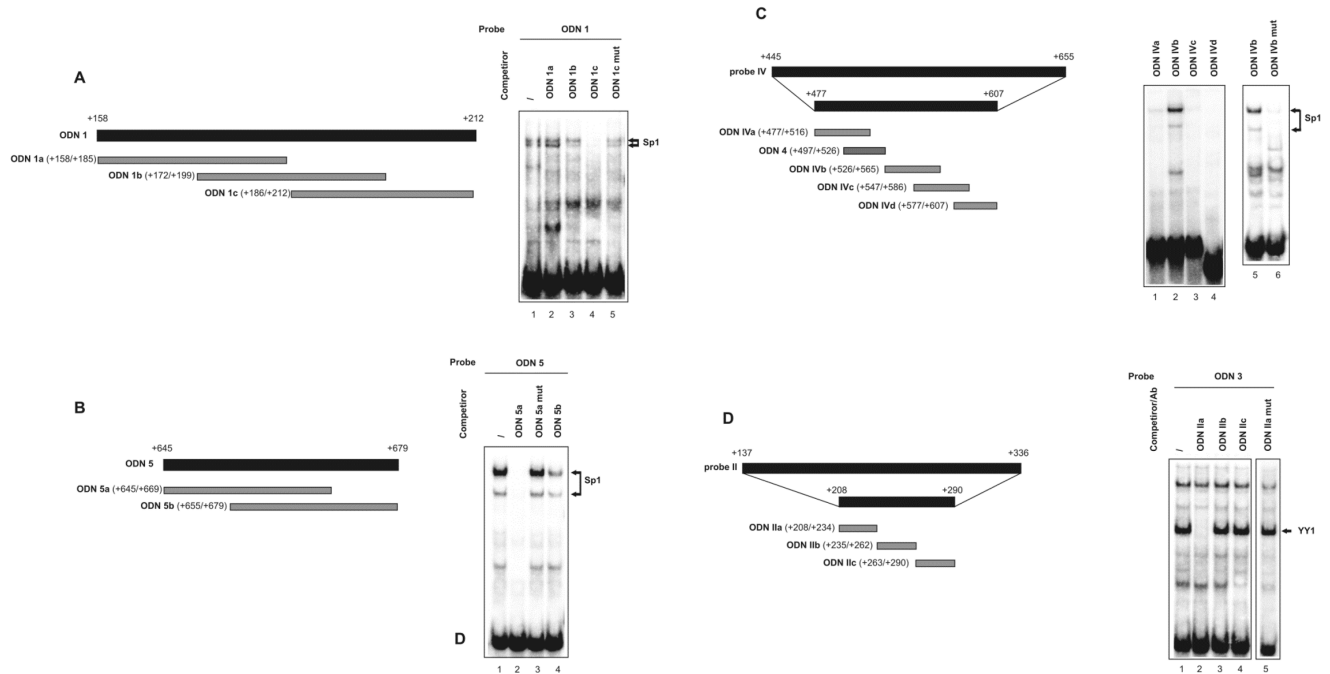 A
+158 +212
ODN 1
ODN 1a (+158/+185)
ODN 1b (+172/+199)
ODN 1c (+186/+212)
Probe ODN 1
Competiror
/ ODN 1a ODN 1b ODN 1c ODN 1c mut
Sp1
1 2 3 4 5
B
+645 +679
ODN 5
ODN 5a (+645/+669)
ODN 5b (+655/+679)
Probe ODN 5
Competiror
/ ODN 5a ODN 5a mut ODN 5b
Sp1
D
1 2 3 4
C
+445 +655
probe IV
+477 +607
ODN IVa (+477/+516)
ODN 4 (+497/+526)
ODN IVb (+526/+565)
ODN IVc (+547/+586)
ODN IVd (+577/+607)
ODN IVa ODN IVb ODN IVc ODN IVd
ODN IVb ODN IVb mut
Sp1
1 2 3 4 5 6
D
+137 +336
probe II
+208 +290
ODN IIa (+208/+234)
ODN IIb (+235/+262)
ODN IIc (+263/+290)
Probe ODN 3
Competiror/Ab
/ ODN IIa ODN IIb ODN IIc ODN IIa mut
YY1
1 2 3 4 5